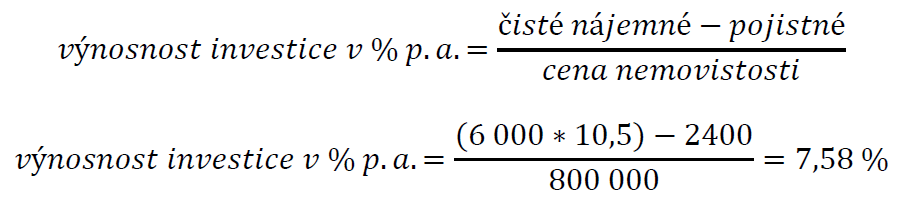 výnosnost investice v % p. a. = čisté nájemné − pojistné / cena nemovistosti
výnosnost investice v % p. a. = (6 000 * 10,5) − 2400 / 800 000 = 7,58 %